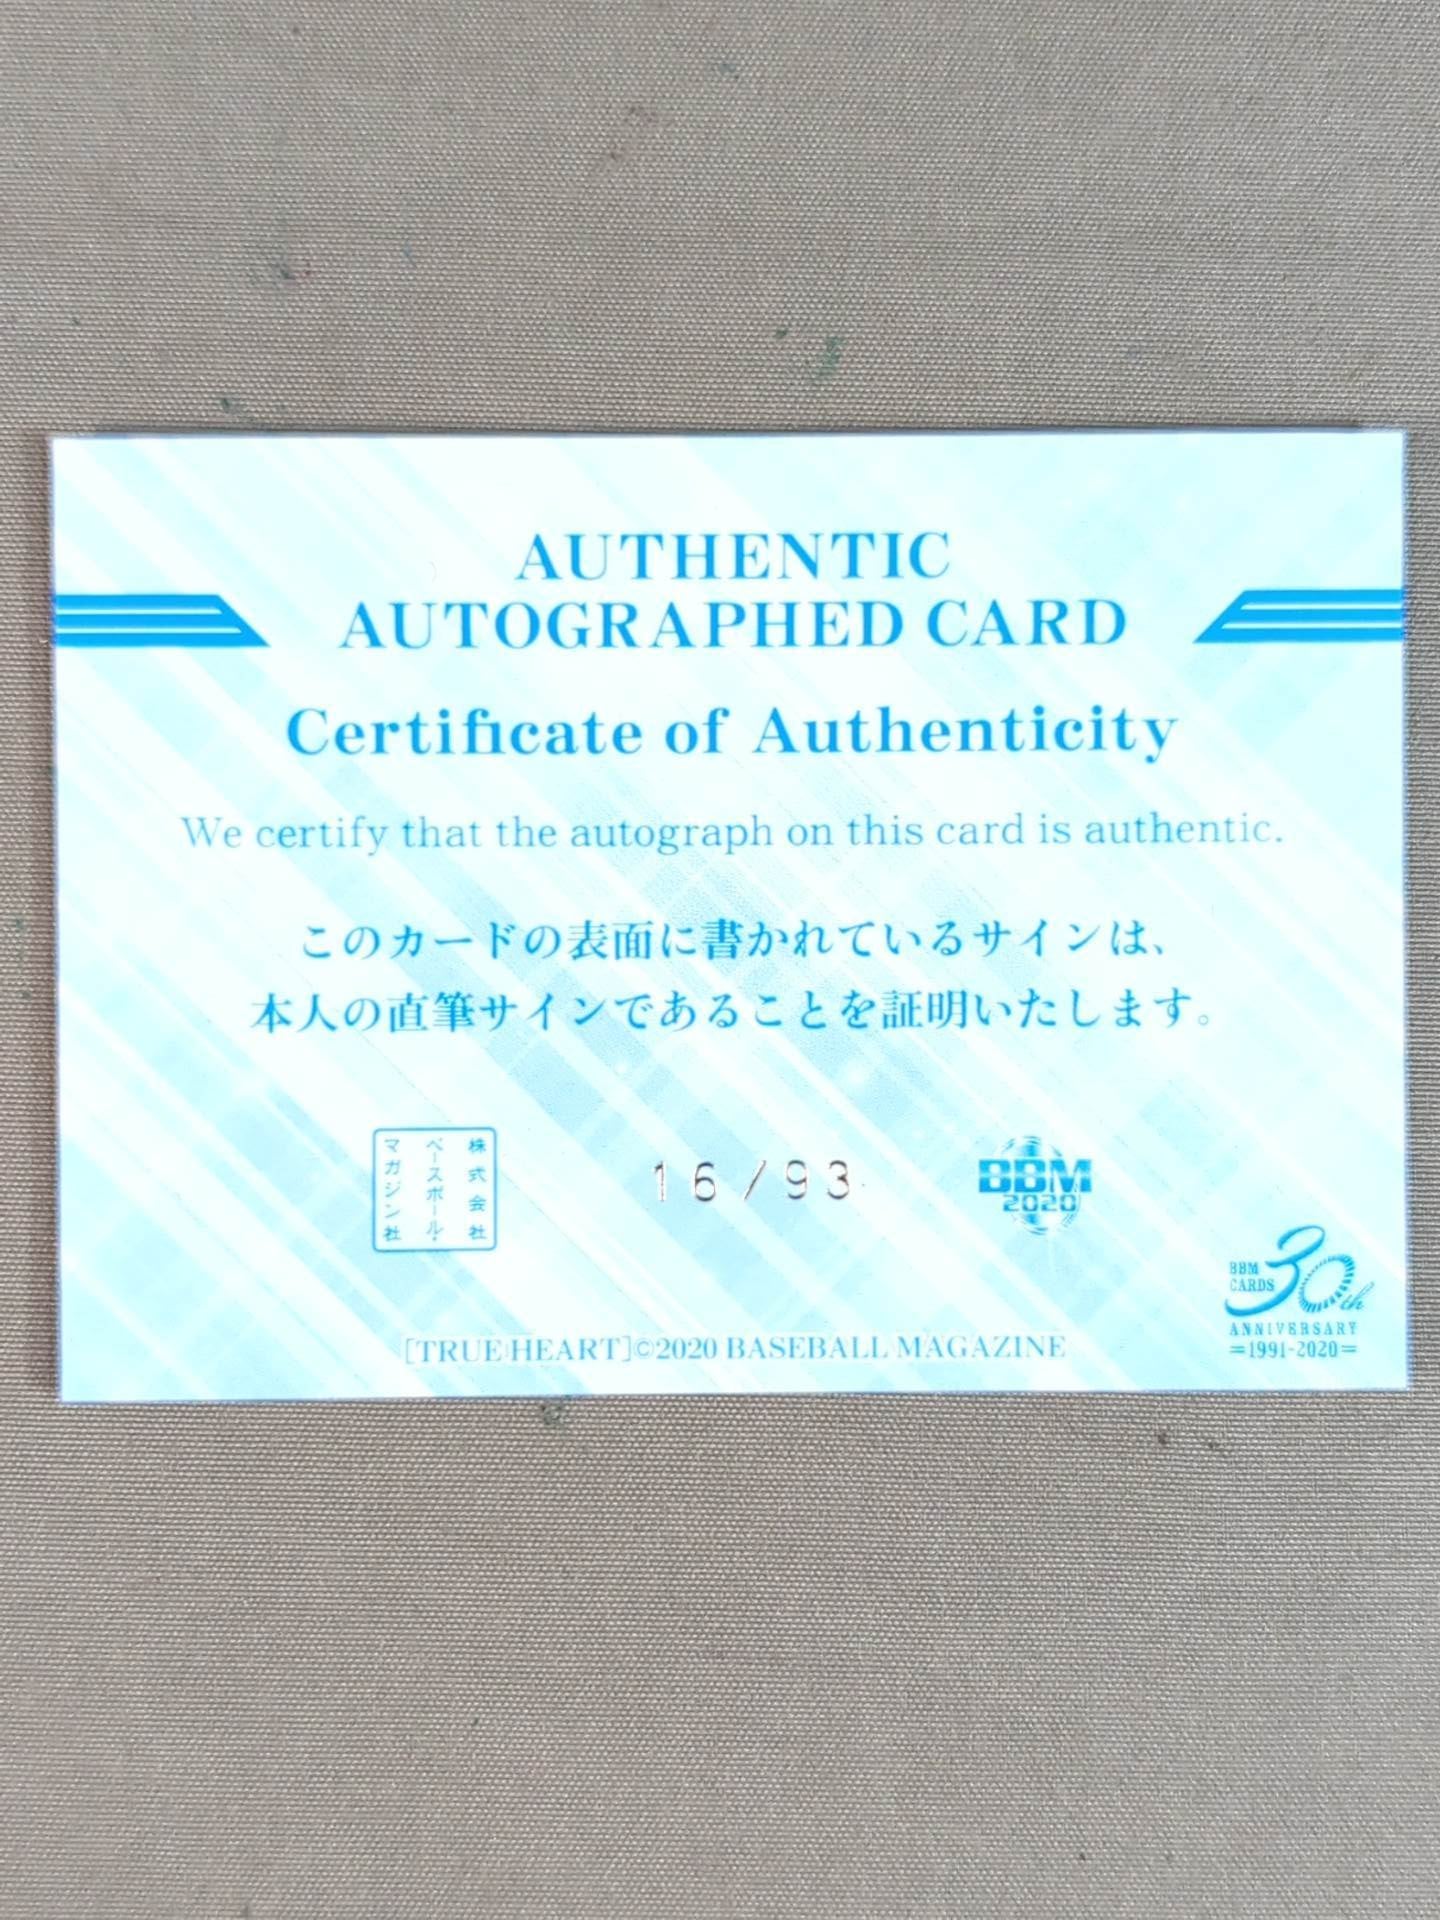 AUTHENTIC
AUTOGRAPHED CARD
Certificate of Authenticity
We certify that the autograph on this card is authentic.
このカードの表面に書かれているサインは、
本人の直筆サインであることを証明いたします。
株式会社
ベースボール・
マガジン社
16/93
BBM
2020
BBM
CARDS
30th
ANNIVERSARY
=1991-2020=
[TRUE HEART]©2020 BASEBALL MAGAZINE